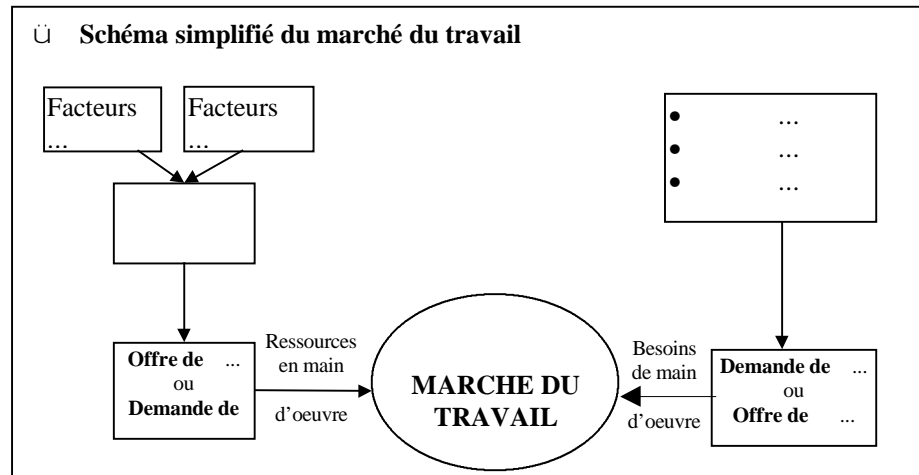 ü Schéma simplifié du marché du travail
Facteurs
...
Facteurs
...
• ...
• ...
• ...
Offre de ...
ou
Demande de
Ressources
en main
d'oeuvre
MARCHE DU
TRAVAIL
Besoins
de main
d'oeuvre
Demande de ...
ou
Offre de ...